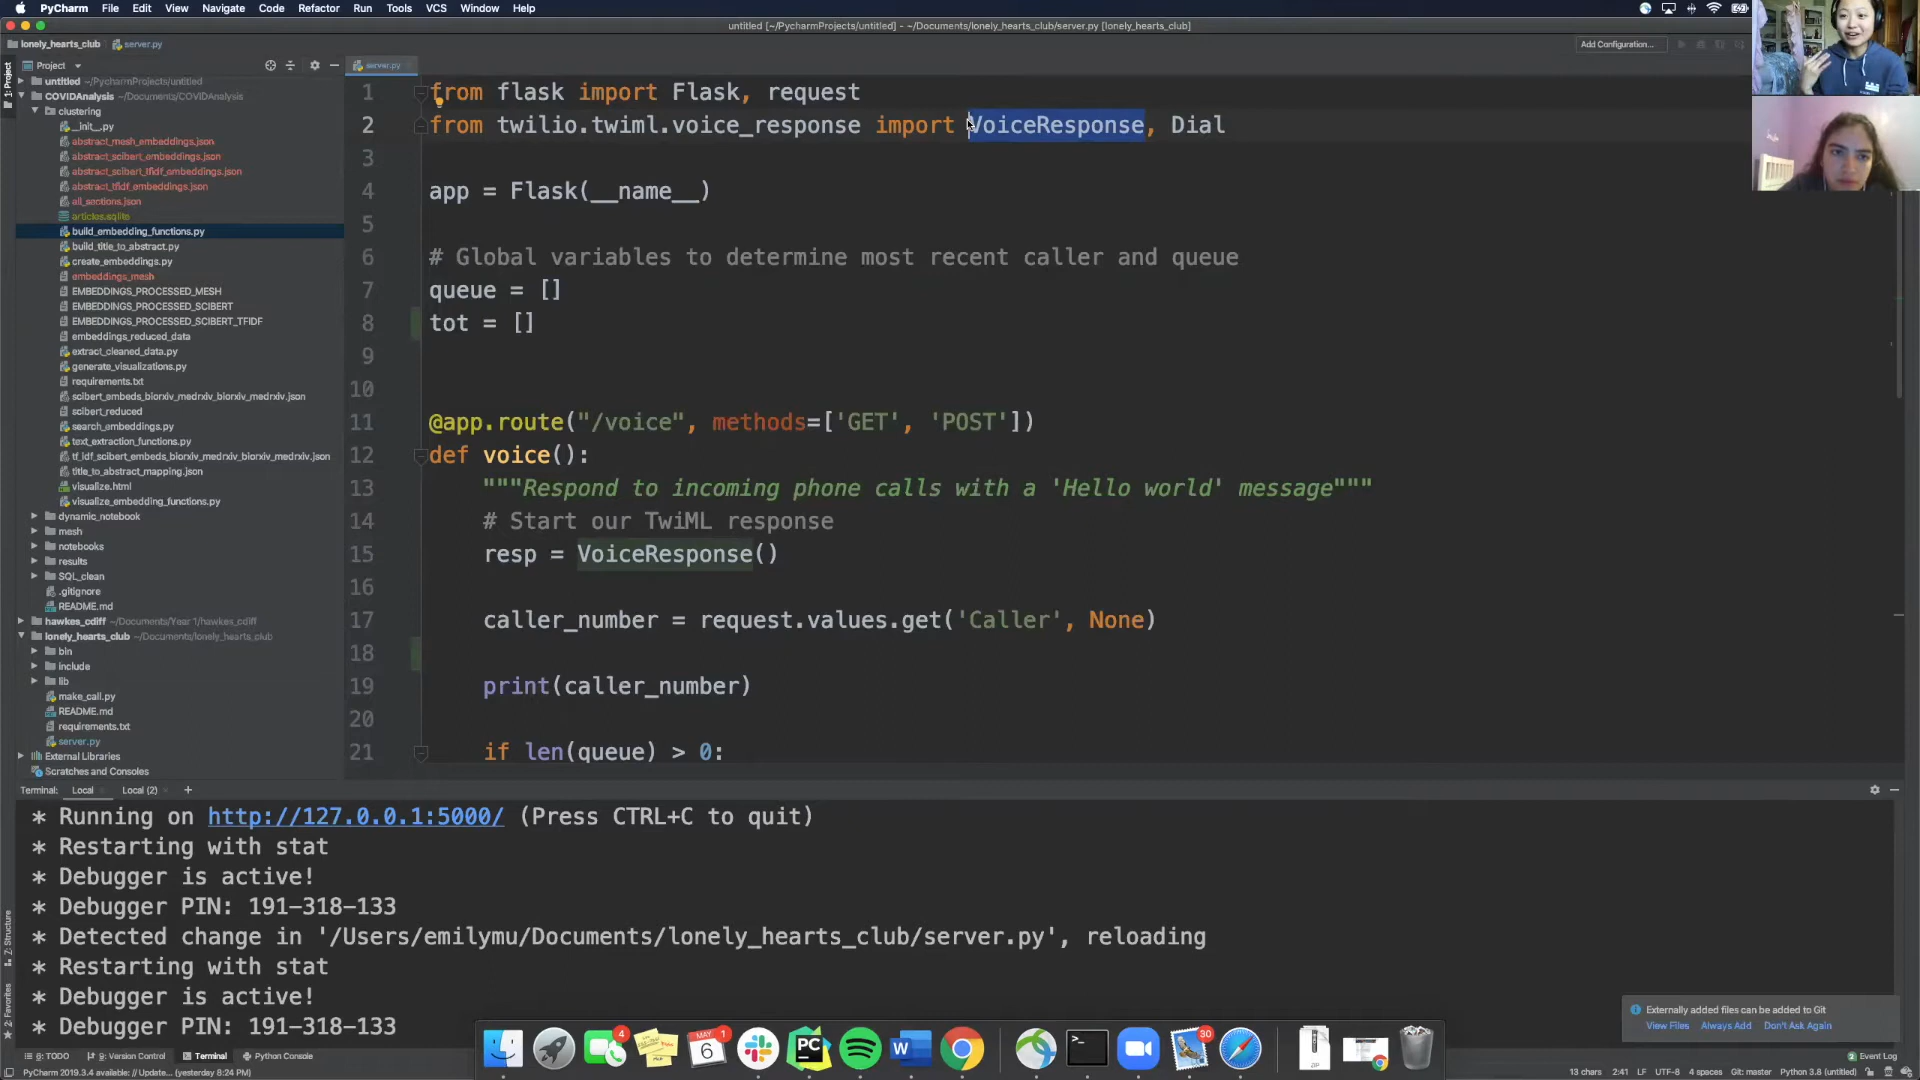 PyCharm File Edit View Navigate Code Refactor Run Tools VCS Window Help
untitled [~/PycharmProjects/untitled] - ~/Documents/lonely_hearts_club/server.py [lonely_hearts_club]
lonely_hearts_club server.py Add Configuration...
Project server.py
untitled ~/PycharmProjects/untitled
COVIDAnalysis ~/Documents/COVIDAnalysis
clustering
__init__.py
abstract_mesh_embeddings.json
abstract_scibert_embeddings.json
abstract_scibert_tfidf_embeddings.json
abstract_tfidf_embeddings.json
all_sections.json
articles.sqlite
build_embedding_functions.py
build_title_to_abstract.py
create_embeddings.py
embeddings_mesh
EMBEDDINGS_PROCESSED_MESH
EMBEDDINGS_PROCESSED_SCIBERT
EMBEDDINGS_PROCESSED_SCIBERT_TFIDF
embeddings_reduced_data
extract_cleaned_data.py
generate_visualizations.py
requirements.txt
scibert_embeds_biorxiv_medrxiv_biorxiv_medrxiv.json
scibert_reduced
search_embeddings.py
text_extraction_functions.py
tf_idf_scibert_embeds_biorxiv_medrxiv_biorxiv_medrxiv.json
title_to_abstract_mapping.json
visualize.html
visualize_embedding_functions.py
dynamic_notebook
mesh
notebooks
results
SQL_clean
.gitignore
README.md
hawkes_cdiff ~/Documents/Year 1/hawkes_cdiff
lonely_hearts_club ~/Documents/lonely_hearts_club
bin
include
lib
make_call.py
README.md
requirements.txt
server.py
External Libraries
Scratches and Consoles
1 from flask import Flask, request
2 from twilio.twiml.voice_response import VoiceResponse, Dial
3
4 app = Flask(__name__)
5
6 # Global variables to determine most recent caller and queue
7 queue = []
8 tot = []
9
10
11 @app.route("/voice", methods=['GET', 'POST'])
12 def voice():
13 """Respond to incoming phone calls with a 'Hello world' message"""
14 # Start our TwiML response
15 resp = VoiceResponse()
16
17 caller_number = request.values.get('Caller', None)
18
19 print(caller_number)
20
21 if len(queue) > 0:
1: Project
Terminal: Local Local (2) +
* Running on http://127.0.0.1:5000/ (Press CTRL+C to quit)
* Restarting with stat
* Debugger is active!
* Debugger PIN: 191-318-133
* Detected change in '/Users/emilymu/Documents/lonely_hearts_club/server.py', reloading
* Restarting with stat
* Debugger is active!
* Debugger PIN: 191-318-133
Z: Structure
2: Favorites
Externally added files can be added to Git
View Files Always Add Don't Ask Again
4
MAY 1
6
PC
W
30
ZIP
6: TODO 9: Version Control Terminal Python Console 2 Event Log
PyCharm 2019.3.4 available: // Update... (yesterday 8:24 PM) 13 chars 2:41 LF UTF-8 4 spaces Git: master Python 3.8 (untitled)